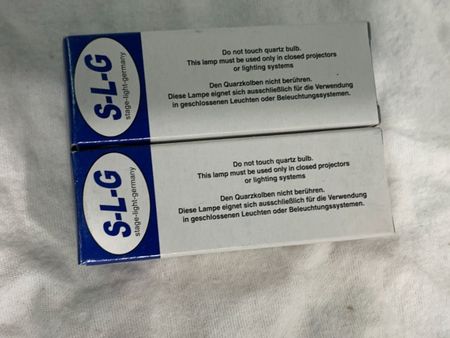 S-L-G
stage-light-germany
Do not touch quartz bulb.
This lamp must be used only in closed projectors
or lighting systems
Den Quarzkolben nicht berühren.
Diese Lampe eignet sich ausschließlich für die Verwendung
in geschlossenen Leuchten oder Beleuchtungssystemen.
S-L-G
stage-light-germany
Do not touch quartz bulb.
This lamp must be used only in closed projectors
or lighting systems
Den Quarzkolben nicht berühren.
Diese Lampe eignet sich ausschließlich für die Verwendung
in geschlossenen Leuchten oder Beleuchtungssystemen.